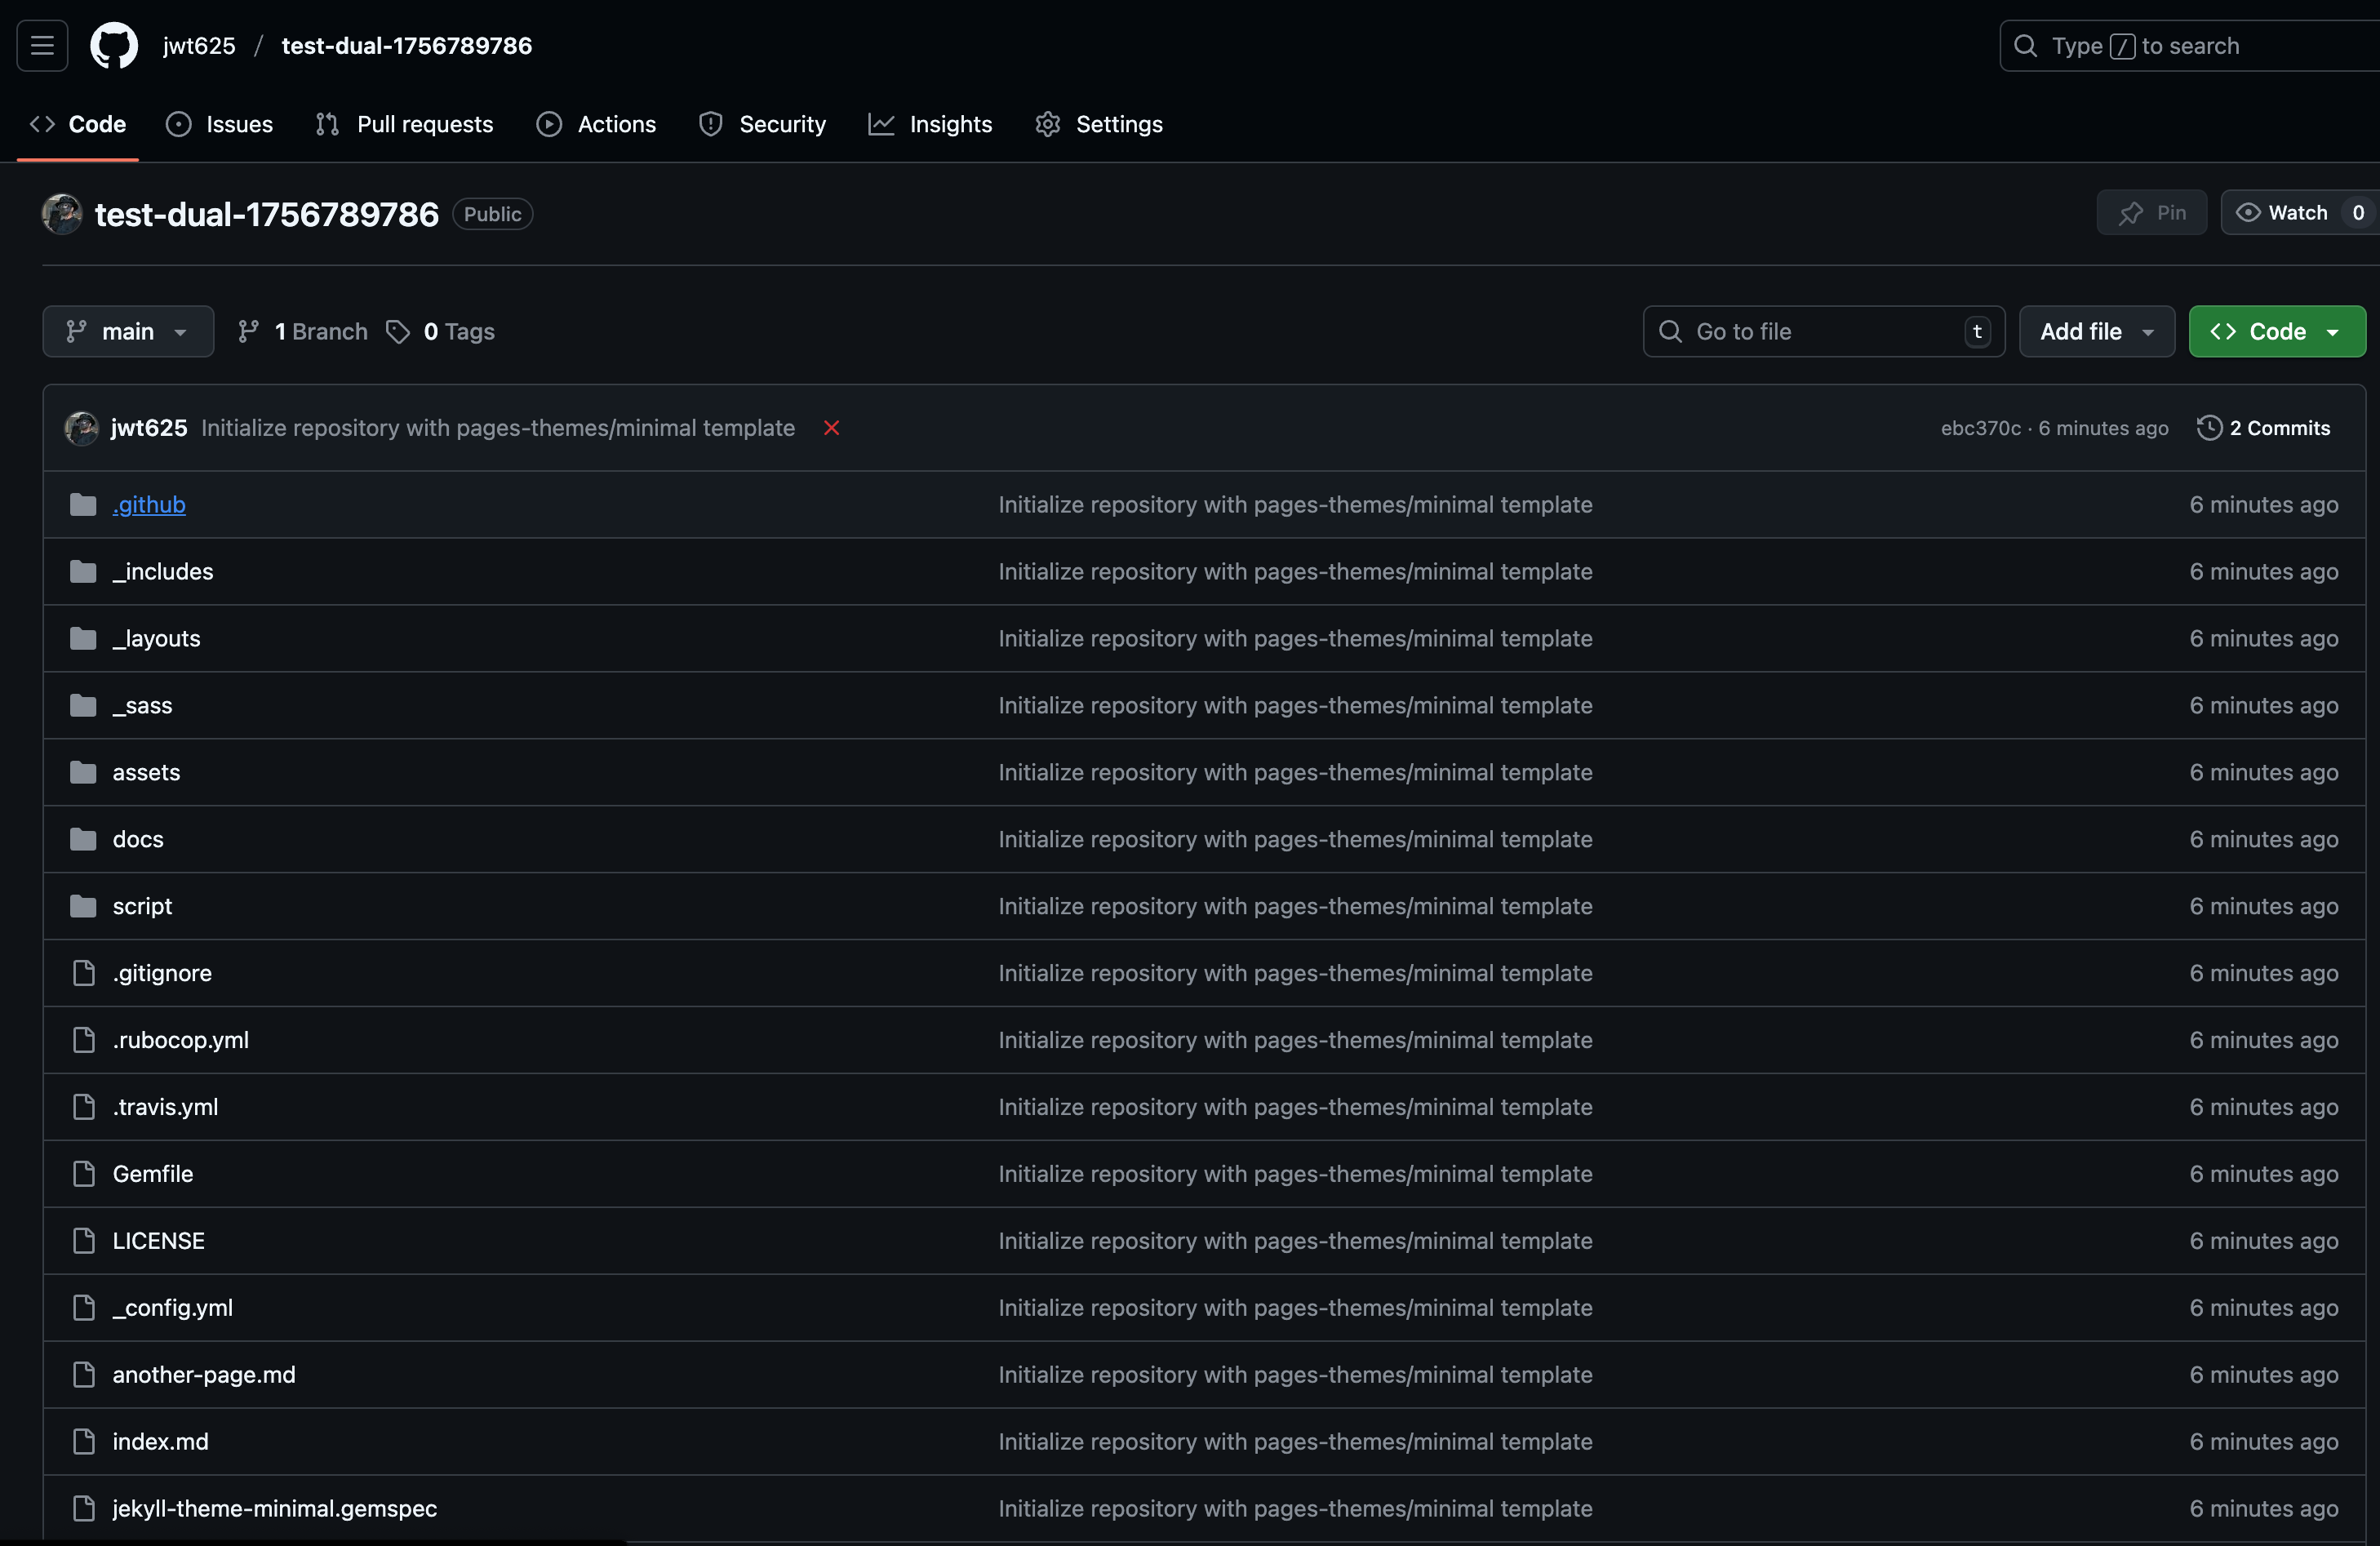 jwt625 / test-dual-1756789786
Type / to search
Code Issues Pull requests Actions Security Insights Settings
test-dual-1756789786 Public
Pin Watch 0
main 1 Branch 0 Tags
Go to file t Add file Code
jwt625 Initialize repository with pages-themes/minimal template ebc370c · 6 minutes ago 2 Commits
.github Initialize repository with pages-themes/minimal template 6 minutes ago
_includes Initialize repository with pages-themes/minimal template 6 minutes ago
_layouts Initialize repository with pages-themes/minimal template 6 minutes ago
_sass Initialize repository with pages-themes/minimal template 6 minutes ago
assets Initialize repository with pages-themes/minimal template 6 minutes ago
docs Initialize repository with pages-themes/minimal template 6 minutes ago
script Initialize repository with pages-themes/minimal template 6 minutes ago
.gitignore Initialize repository with pages-themes/minimal template 6 minutes ago
.rubocop.yml Initialize repository with pages-themes/minimal template 6 minutes ago
.travis.yml Initialize repository with pages-themes/minimal template 6 minutes ago
Gemfile Initialize repository with pages-themes/minimal template 6 minutes ago
LICENSE Initialize repository with pages-themes/minimal template 6 minutes ago
_config.yml Initialize repository with pages-themes/minimal template 6 minutes ago
another-page.md Initialize repository with pages-themes/minimal template 6 minutes ago
index.md Initialize repository with pages-themes/minimal template 6 minutes ago
jekyll-theme-minimal.gemspec Initialize repository with pages-themes/minimal template 6 minutes ago